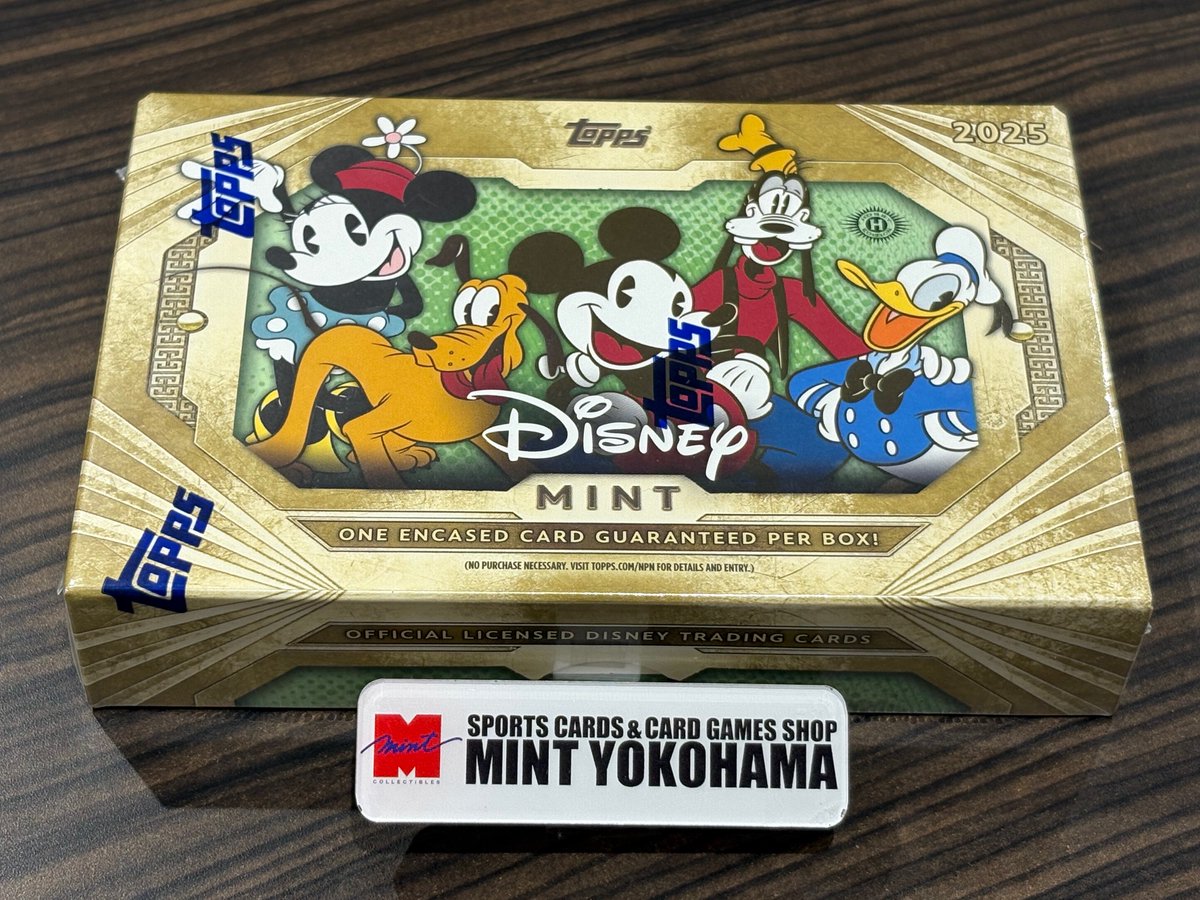 Topps
2025
Topps
H
Topps
Disney
MINT
ONE ENCASED CARD GUARANTEED PER BOX!
(NO PURCHASE NECESSARY. VISIT TOPPS.COM/NPN FOR DETAILS AND ENTRY.)
Topps
OFFICIAL LICENSED DISNEY TRADING CARDS
mint
M
COLLECTIBLES
SPORTS CARDS & CARD GAMES SHOP
MINT YOKOHAMA